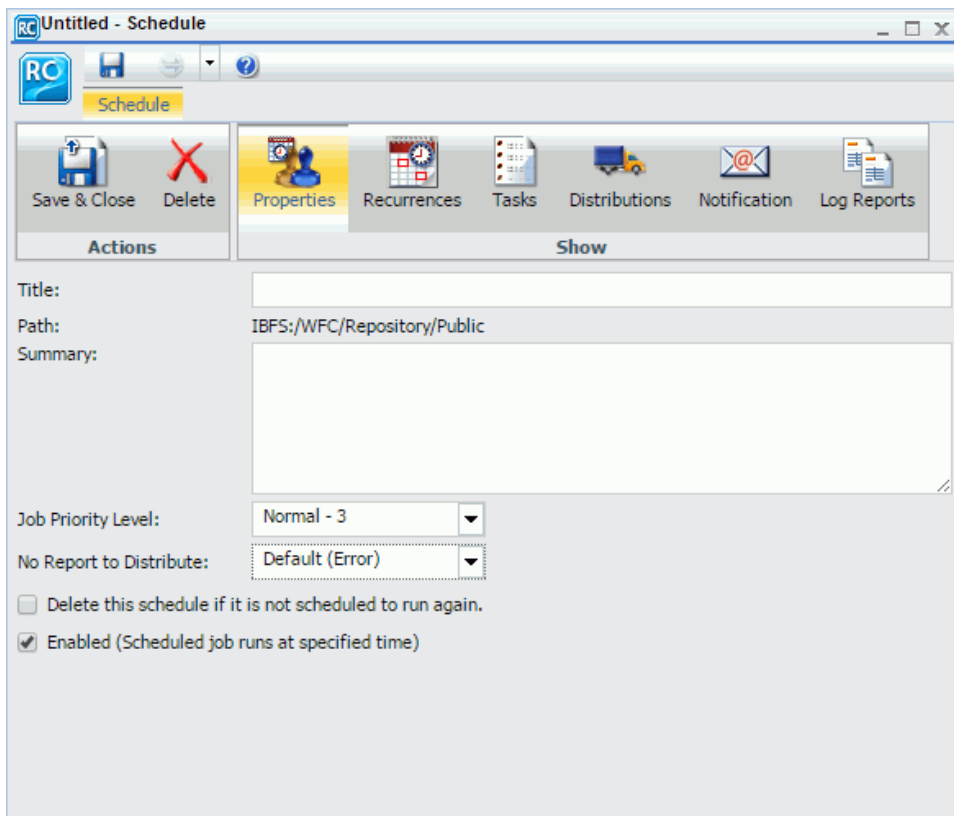 RC Untitled - Schedule
RC
Schedule
Save & Close Delete Properties Recurrences Tasks Distributions Notification Log Reports
Actions Show
Title:
Path: IBFS:/WFC/Repository/Public
Summary:
Job Priority Level: Normal - 3
No Report to Distribute: Default (Error)
Delete this schedule if it is not scheduled to run again.
Enabled (Scheduled job runs at specified time)